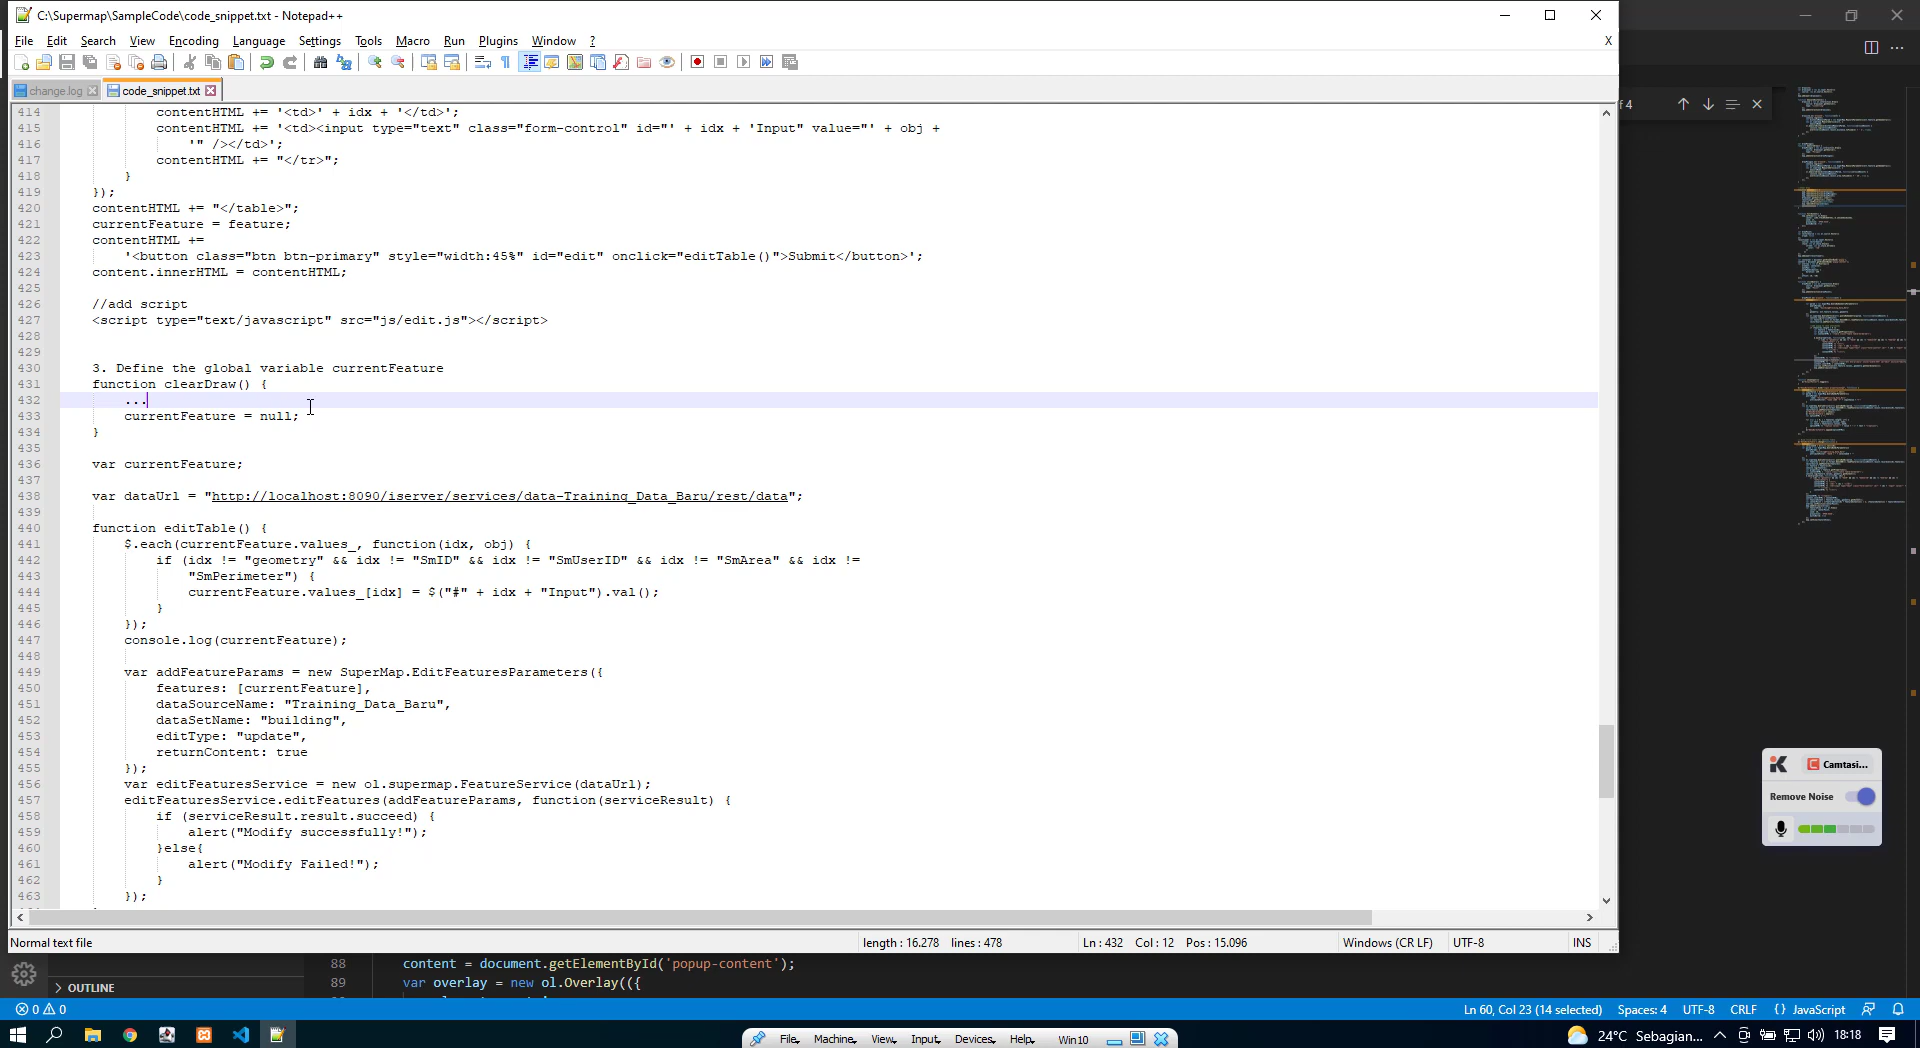 C:\Supermap\SampleCode\code_snippet.txt - Notepad++
File Edit Search View Encoding Language Settings Tools Macro Run Plugins Window ? X
change.log code_snippet.txt
f 4
414 contentHTML += '<td>' + idx + '</td>';
415 contentHTML += '<td><input type="text" class="form-control" id="' + idx + 'Input" value="' + obj +
416 '" /></td>';
417 contentHTML += "</tr>";
418 }
419 });
420 contentHTML += "</table>";
421 currentFeature = feature;
422 contentHTML +=
423 '<button class="btn btn-primary" style="width:45%" id="edit" onclick="editTable()">Submit</button>';
424 content.innerHTML = contentHTML;
425
426 //add script
427 <script type="text/javascript" src="js/edit.js"></script>
428
429
430 3. Define the global variable currentFeature
431 function clearDraw() {
432 ...
433 currentFeature = null;
434 }
435
436 var currentFeature;
437
438 var dataUrl = "http://localhost:8090/iserver/services/data-Training_Data_Baru/rest/data";
439
440 function editTable() {
441 $.each(currentFeature.values_, function(idx, obj) {
442 if (idx != "geometry" && idx != "SmID" && idx != "SmUserID" && idx != "SmArea" && idx !=
443 "SmPerimeter") {
444 currentFeature.values_[idx] = $("#" + idx + "Input").val();
445 }
446 });
447 console.log(currentFeature);
448
449 var addFeatureParams = new SuperMap.EditFeaturesParameters({
450 features: [currentFeature],
451 dataSourceName: "Training_Data_Baru",
452 dataSetName: "building",
453 editType: "update",
454 returnContent: true
455 });
456 var editFeaturesService = new ol.supermap.FeatureService(dataUrl);
457 editFeaturesService.editFeatures(addFeatureParams, function(serviceResult) {
458 if (serviceResult.result.succeed) {
459 alert("Modify successfully!");
460 }else{
461 alert("Modify Failed!");
462 }
463 });
Camtasi...
Remove Noise
Normal text file length : 16.278 lines : 478 Ln : 432 Col : 12 Pos : 15.096 Windows (CR LF) UTF-8 INS
88 content = document.getElementById('popup-content');
89 var overlay = new ol.Overlay(({
OUTLINE
0 0 Ln 60, Col 23 (14 selected) Spaces: 4 UTF-8 CRLF {} JavaScript
File Machine View Input Devices Help Win10
24°C Sebagian... 18:18